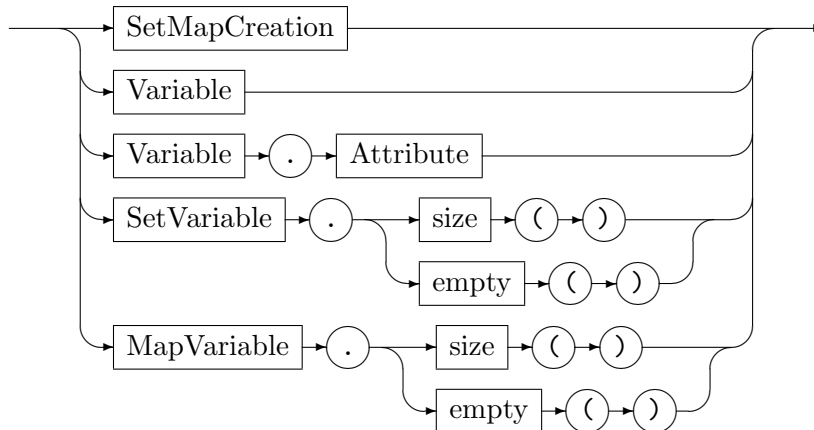 SetMapCreation
Variable
Variable . Attribute
SetVariable . size ( )
empty ( )
MapVariable . size ( )
empty ( )